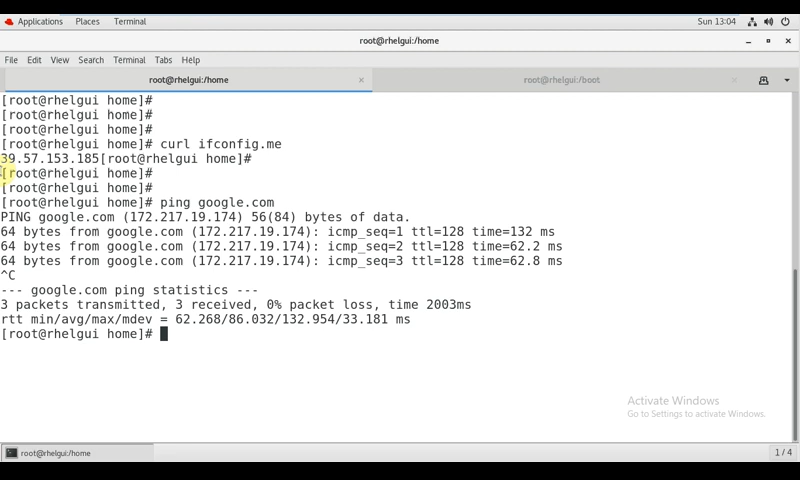 Applications Places Terminal Sun 13:04
root@rhelgui:/home
File Edit View Search Terminal Tabs Help
root@rhelgui:/home × root@rhelgui:/boot ×
[root@rhelgui home]#
[root@rhelgui home]#
[root@rhelgui home]#
[root@rhelgui home]# curl ifconfig.me
39.57.153.185[root@rhelgui home]#
[root@rhelgui home]#
[root@rhelgui home]#
[root@rhelgui home]# ping google.com
PING google.com (172.217.19.174) 56(84) bytes of data.
64 bytes from google.com (172.217.19.174): icmp_seq=1 ttl=128 time=132 ms
64 bytes from google.com (172.217.19.174): icmp_seq=2 ttl=128 time=62.2 ms
64 bytes from google.com (172.217.19.174): icmp_seq=3 ttl=128 time=62.8 ms
^C
--- google.com ping statistics ---
3 packets transmitted, 3 received, 0% packet loss, time 2003ms
rtt min/avg/max/mdev = 62.268/86.032/132.954/33.181 ms
[root@rhelgui home]#
Activate Windows
Go to Settings to activate Windows.
root@rhelgui:/home 1 / 4